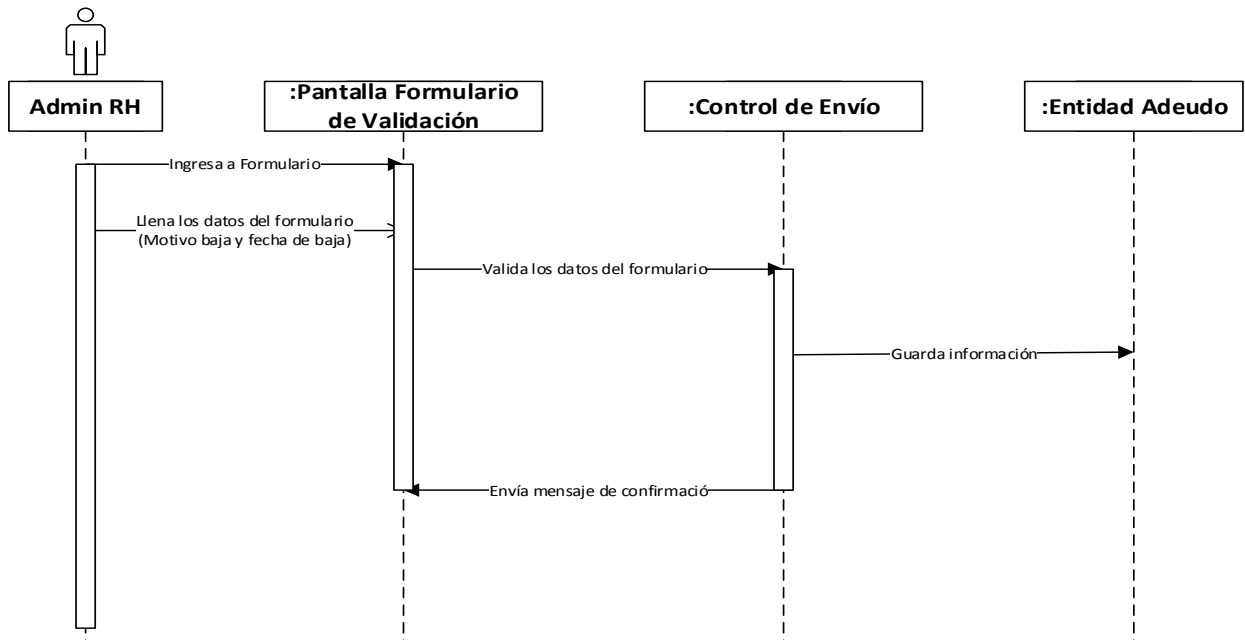 Admin RH
:Pantalla Formulario
de Validación
:Control de Envío
:Entidad Adeudo
Ingresa a Formulario
Llena los datos del formulario
(Motivo baja y fecha de baja)
Valida los datos del formulario
Guarda información
Envía mensaje de confirmació